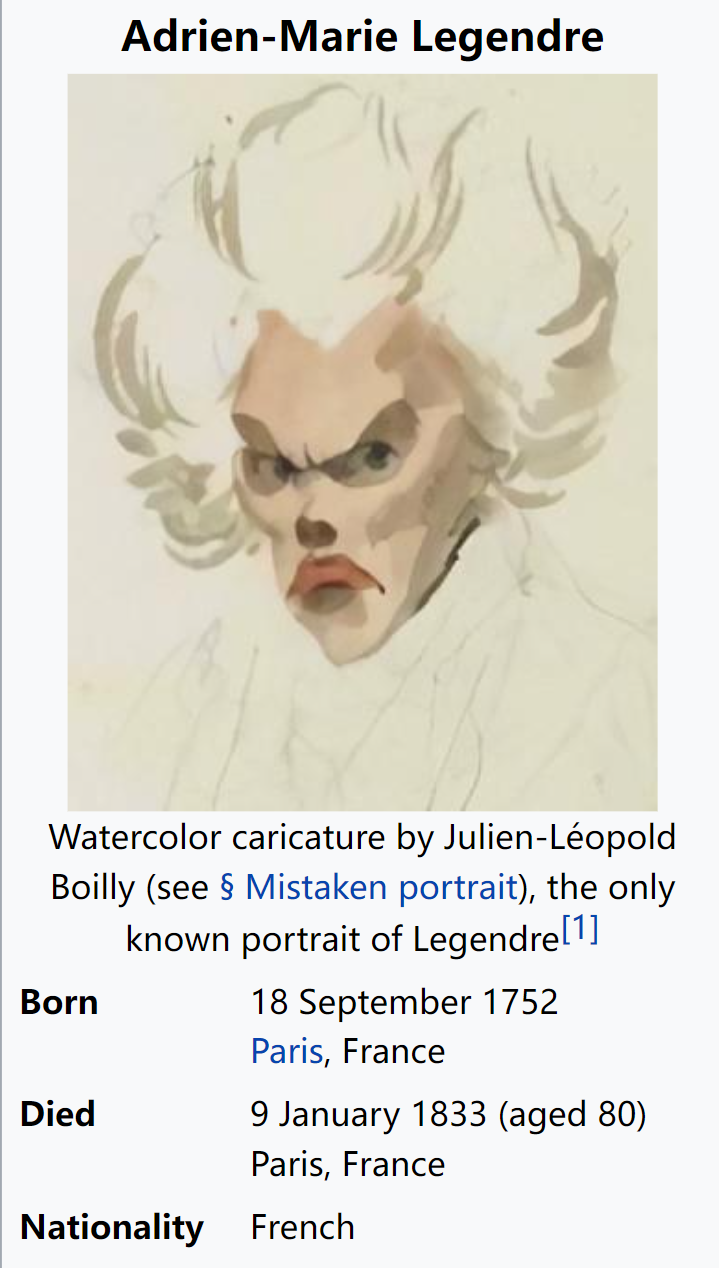 Adrien-Marie Legendre
Watercolor caricature by Julien-Léopold
Boilly (see § Mistaken portrait), the only
known portrait of Legendre[1]
Born 18 September 1752
Paris, France
Died 9 January 1833 (aged 80)
Paris, France
Nationality French